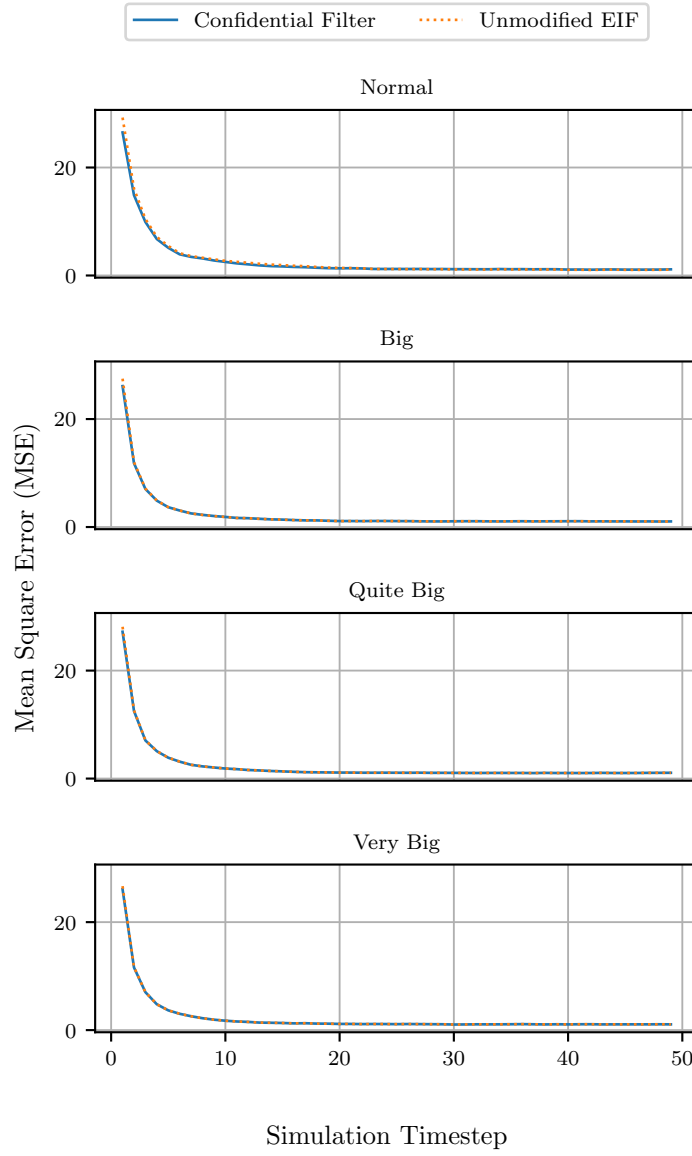 Confidential Filter Unmodified EIF
Normal
20
0
Big
20
0
Mean Square Error (MSE)
Quite Big
20
0
Very Big
20
0
0 10 20 30 40 50
Simulation Timestep